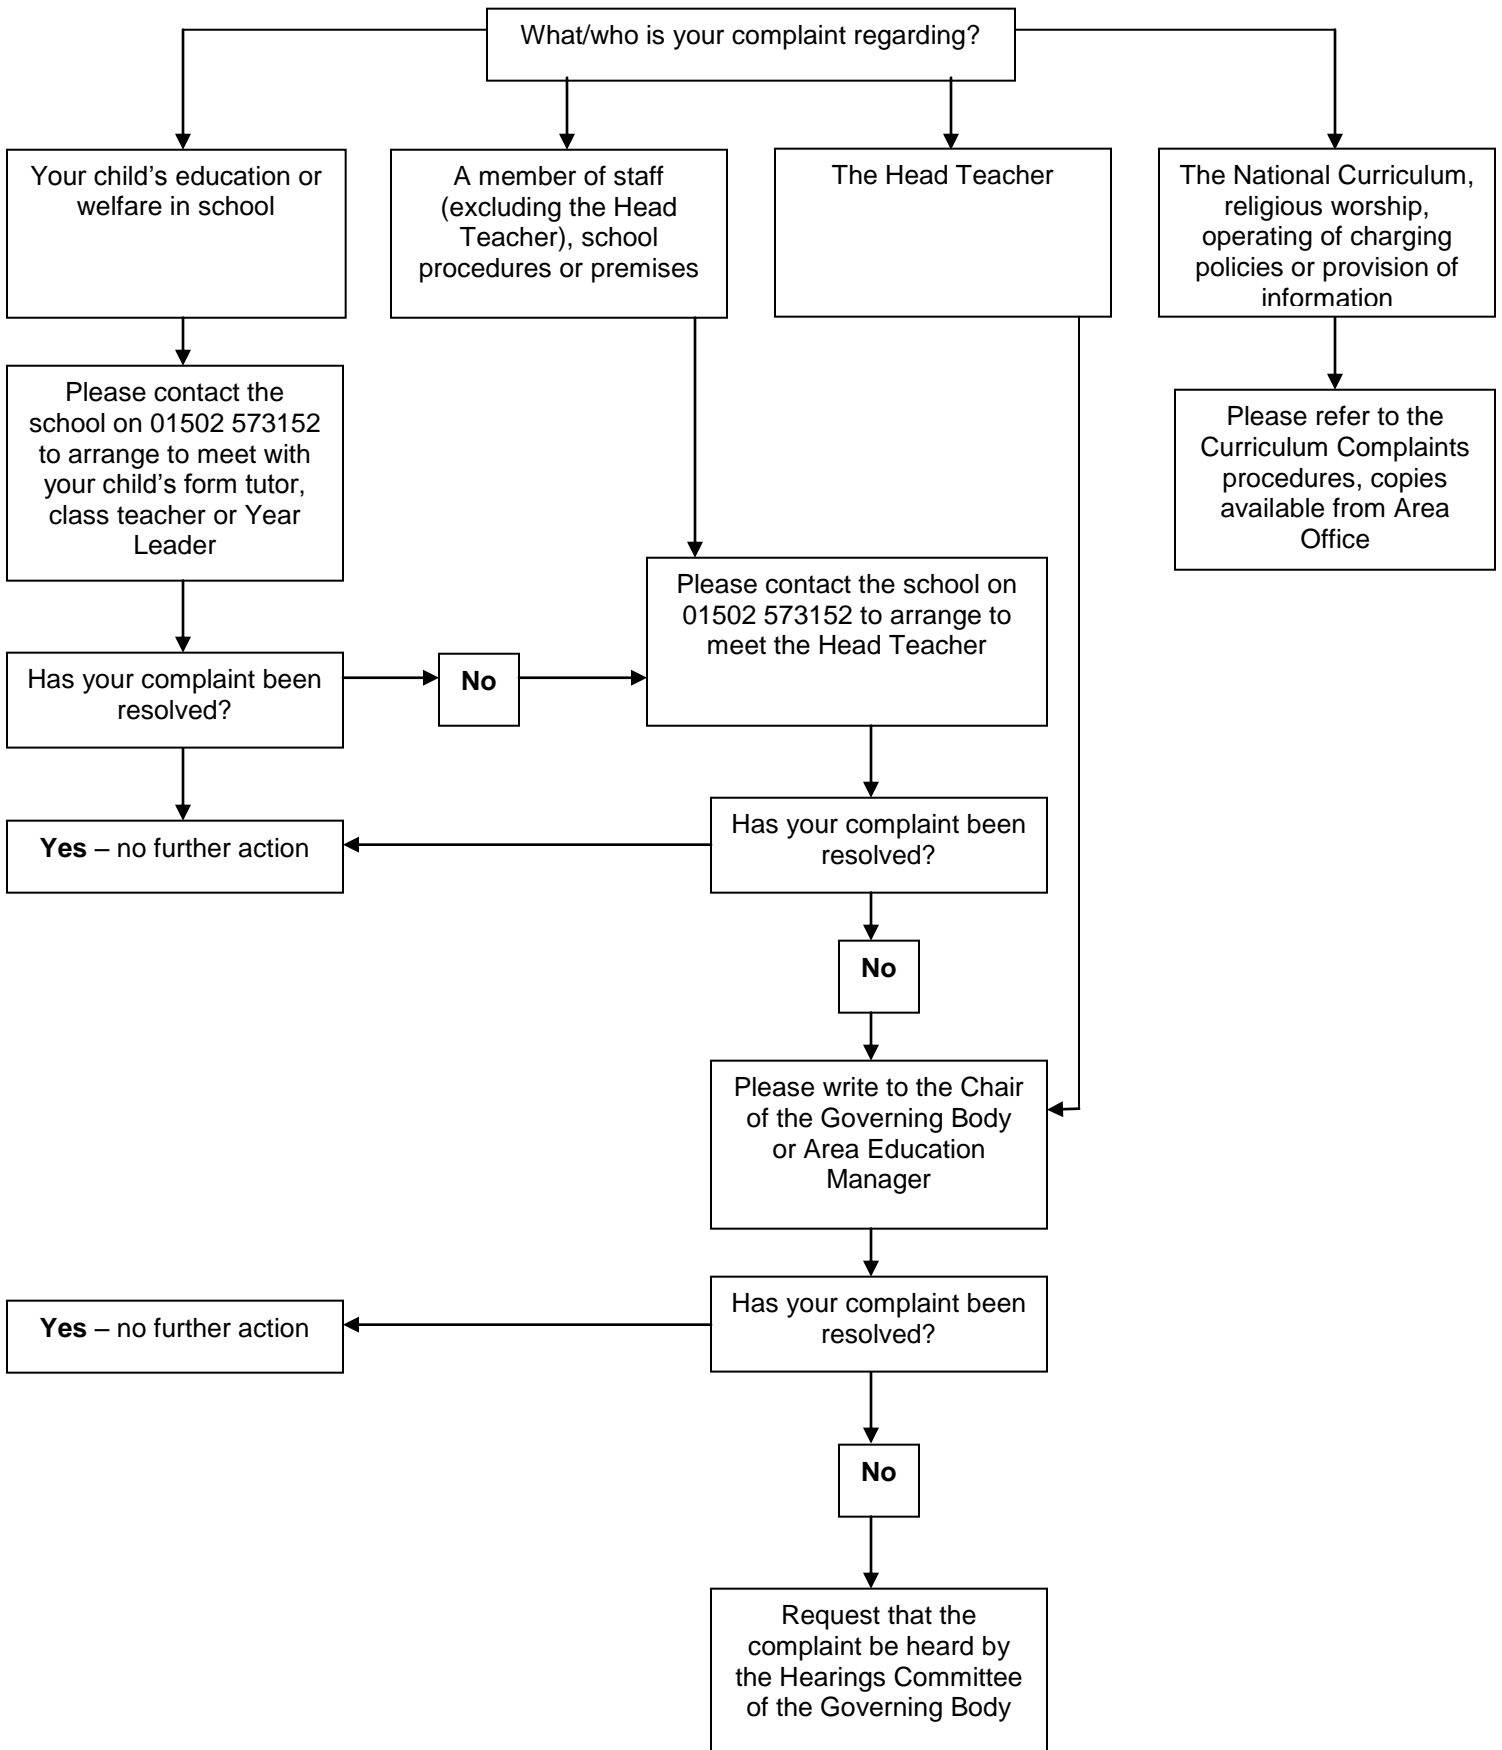 What/who is your complaint regarding?
Your child’s education or
welfare in school
A member of staff
(excluding the Head
Teacher), school
procedures or premises
The Head Teacher
The National Curriculum,
religious worship,
operating of charging
policies or provision of
information
Please contact the
school on 01502 573152
to arrange to meet with
your child’s form tutor,
class teacher or Year
Leader
Please refer to the
Curriculum Complaints
procedures, copies
available from Area
Office
Please contact the school on
01502 573152 to arrange to
meet the Head Teacher
Has your complaint been
resolved?
No
Yes – no further action
Has your complaint been
resolved?
No
Please write to the Chair
of the Governing Body
or Area Education
Manager
Has your complaint been
resolved?
Yes – no further action
No
Request that the
complaint be heard by
the Hearings Committee
of the Governing Body